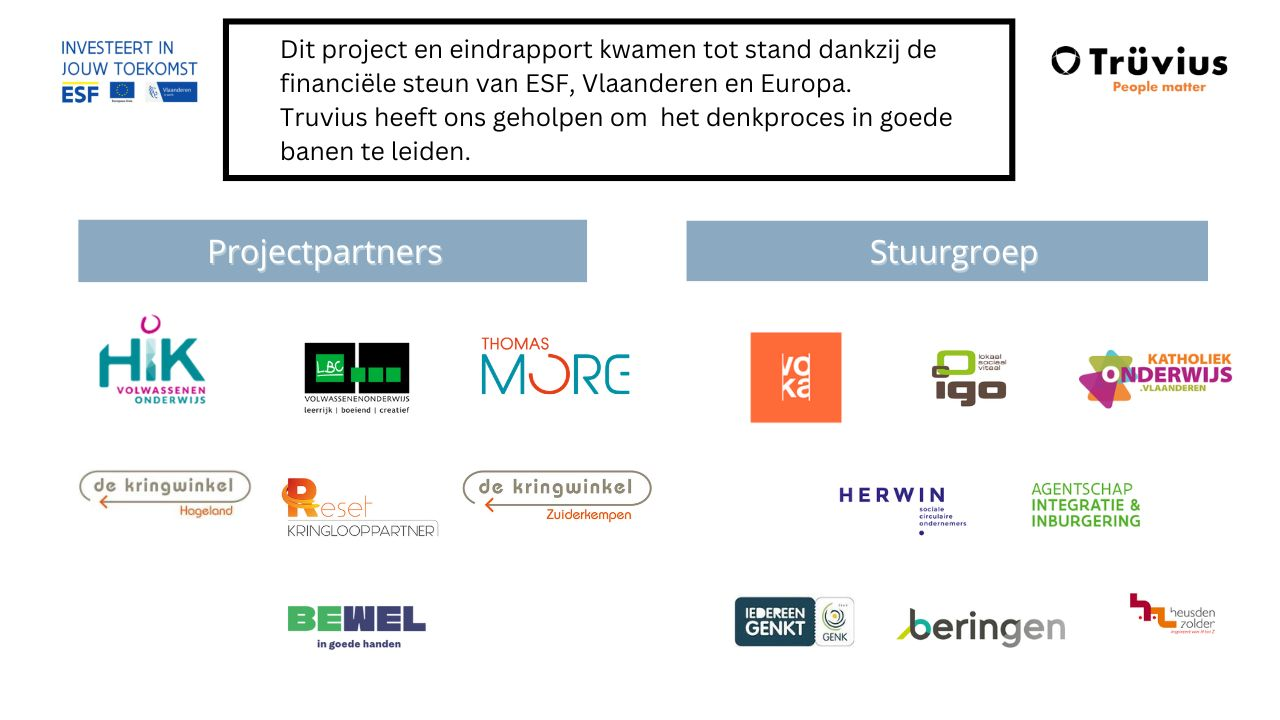 INVESTEERT IN
JOUW TOEKOMST
ESF
European Union
Vlaanderen
Dit project en eindrapport kwamen tot stand dankzij de
financiële steun van ESF, Vlaanderen en Europa.
Truvius heeft ons geholpen om  het denkproces in goede
banen te leiden.
Trüvius
People matter
Projectpartners
Stuurgroep
HiK
VOLWASSENEN
ONDERWIJS
LBC
VOLWASSENENONDERWIJS
leerrijk | boeiend | creatief
THOMAS
MORE
voka
igo
lokaal
sociaal
vitaal
KATHOLIEK
ONDERWIJS
.VLAANDEREN
de kringwinkel
Hageland
Reset
KRINGLOOPPARTNER
de kringwinkel
Zuiderkempen
HERWIN
sociale
circulaire
ondernemers
AGENTSCHAP
INTEGRATIE &
INBURGERING
BEWEL
in goede handen
IEDEREEN
GENKT
GENK
beringen
heusden
zolder